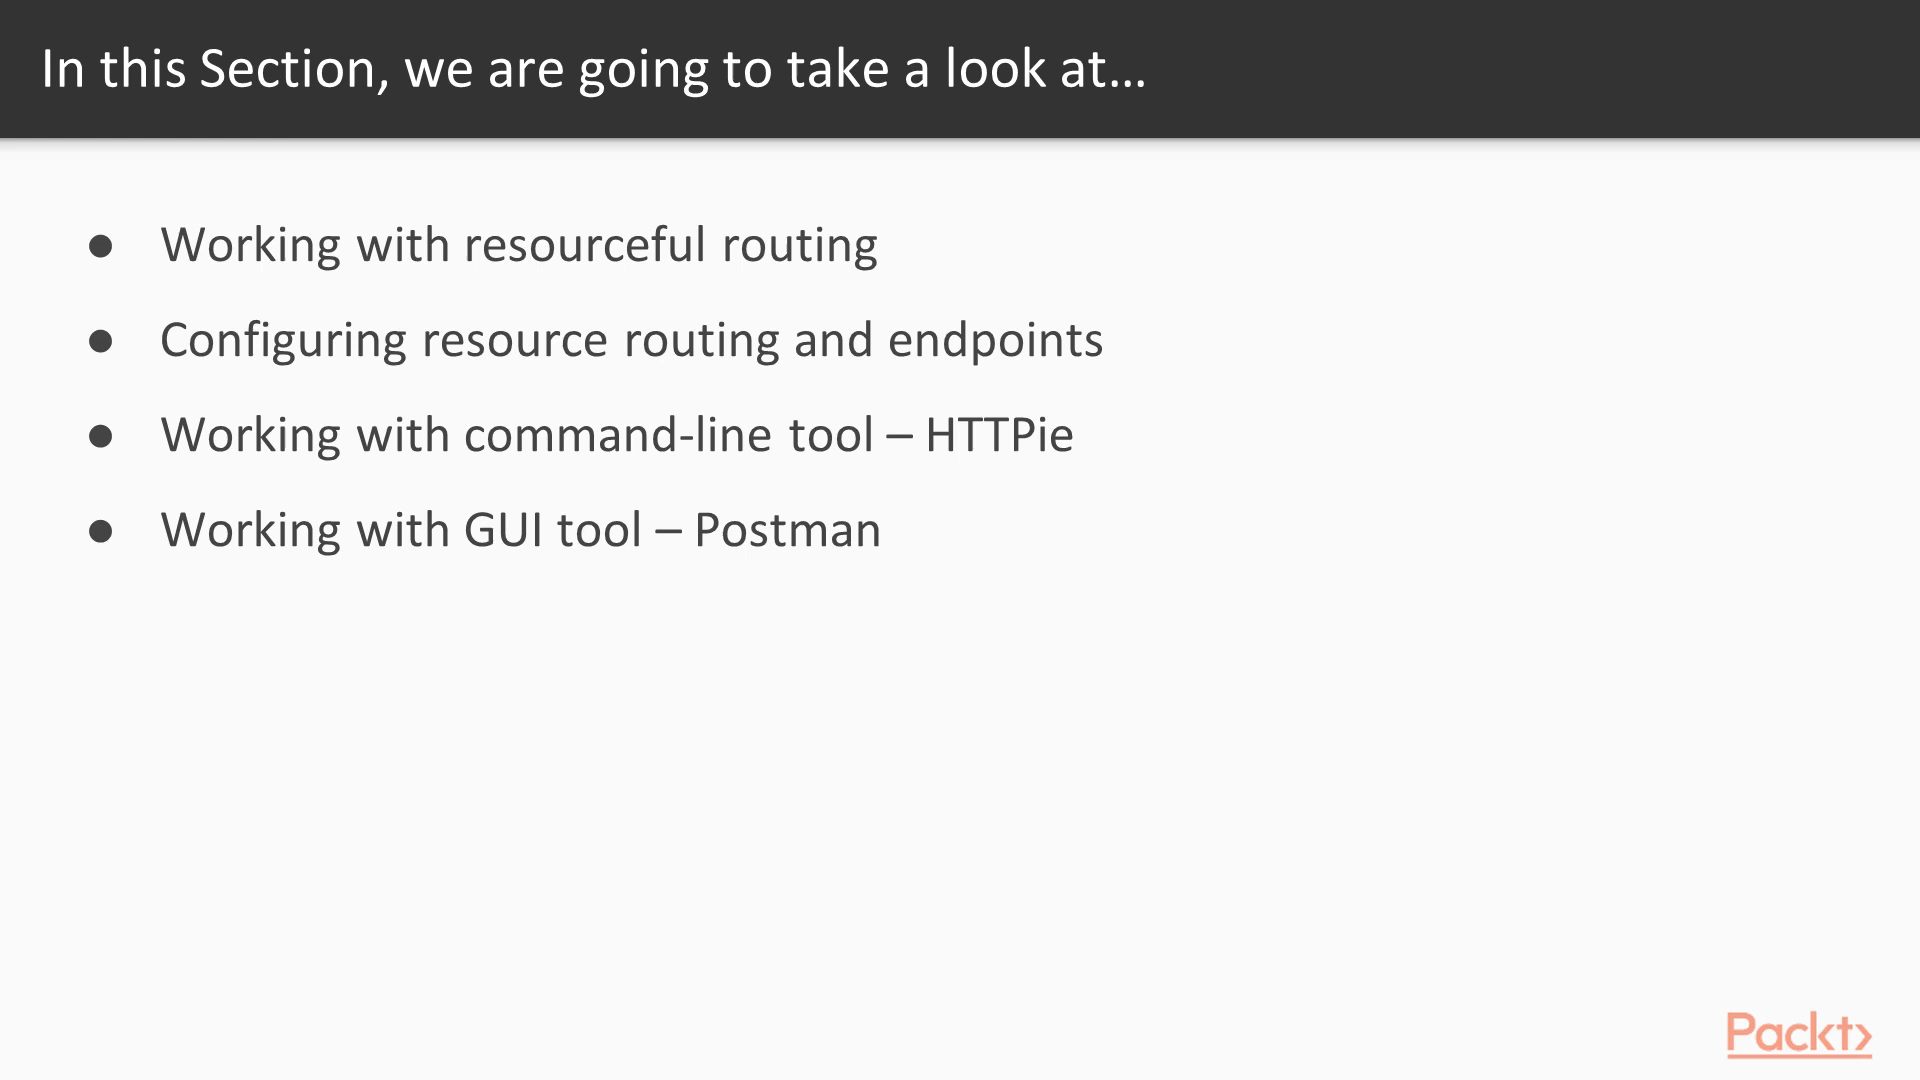 In this Section, we are going to take a look at…
● Working with resourceful routing
● Configuring resource routing and endpoints
● Working with command-line tool – HTTPie
● Working with GUI tool – Postman
Packt